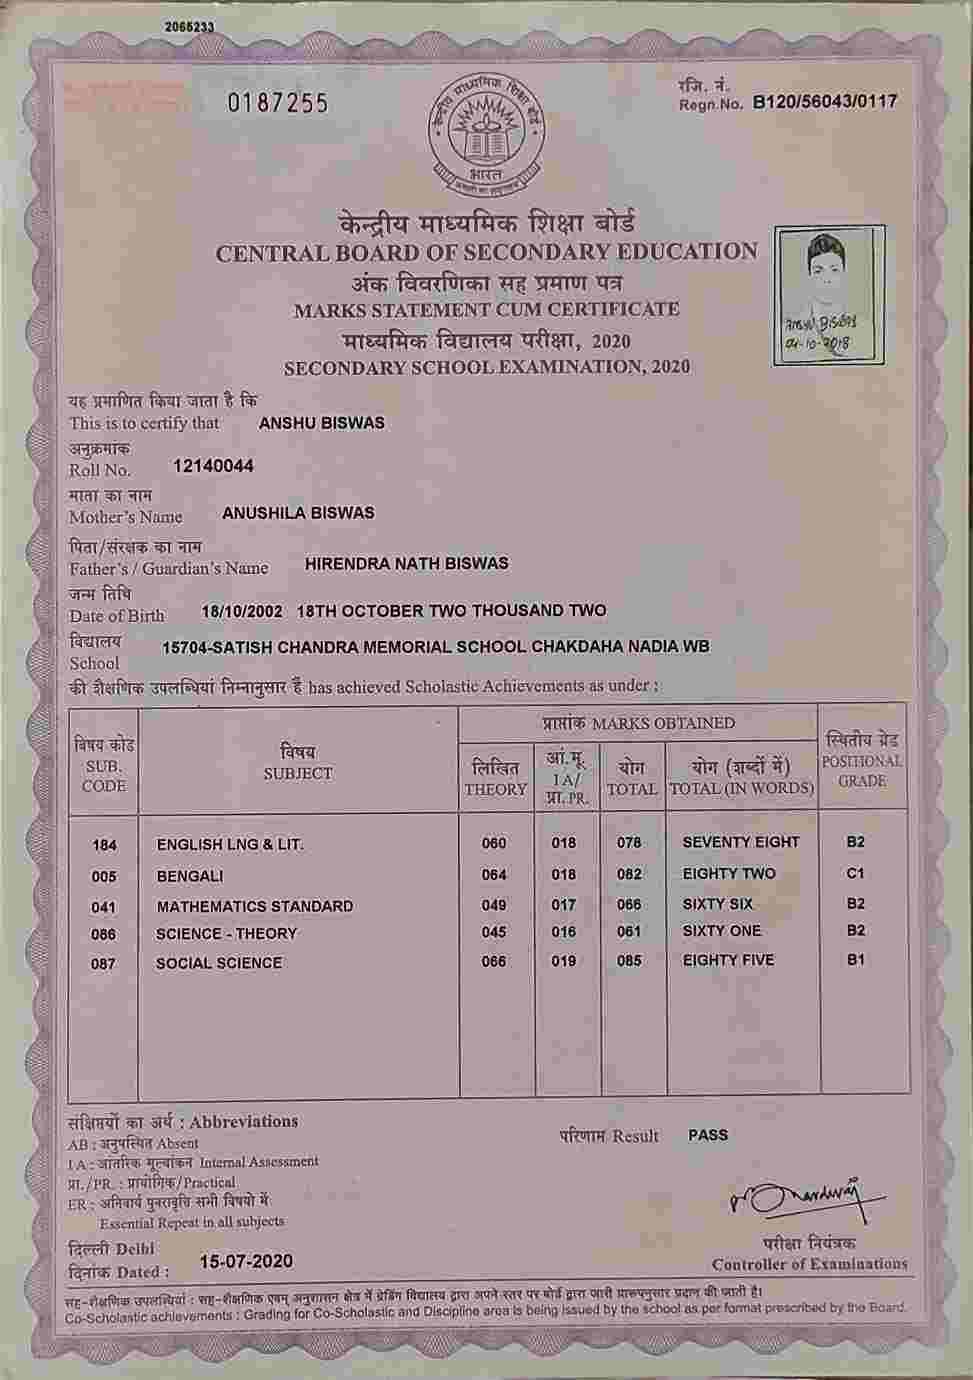 2065233
0187255
रजि. नं.
Regn.No. B120/56043/0117
केन्द्रीय माध्यमिक शिक्षा बोर्ड
भारत
केन्द्रीय माध्यमिक शिक्षा बोर्ड
CENTRAL BOARD OF SECONDARY EDUCATION
अंक विवरणिका सह प्रमाण पत्र
MARKS STATEMENT CUM CERTIFICATE
माध्यमिक विद्यालय परीक्षा, 2020
SECONDARY SCHOOL EXAMINATION, 2020
ANSHU BISWAS
04-10-2018
यह प्रमाणित किया जाता है कि
This is to certify that ANSHU BISWAS
अनुक्रमांक
Roll No. 12140044
माता का नाम
Mother's Name ANUSHILA BISWAS
पिता/संरक्षक का नाम
Father's / Guardian's Name HIRENDRA NATH BISWAS
जन्म तिथि
Date of Birth 18/10/2002 18TH OCTOBER TWO THOUSAND TWO
विद्यालय
School 15704-SATISH CHANDRA MEMORIAL SCHOOL CHAKDAHA NADIA WB
की शैक्षणिक उपलब्धियां निम्नानुसार हैं has achieved Scholastic Achievements as under :
विषय कोड
SUB.
CODE
विषय
SUBJECT
प्राप्तांक MARKS OBTAINED
लिखित
THEORY
आं.मू.
I A/
प्रा.PR.
योग
TOTAL
योग (शब्दों में)
TOTAL (IN WORDS)
स्थितीय ग्रेड
POSITIONAL
GRADE
184 ENGLISH LNG & LIT. 060 018 078 SEVENTY EIGHT B2
005 BENGALI 064 018 082 EIGHTY TWO C1
041 MATHEMATICS STANDARD 049 017 066 SIXTY SIX B2
086 SCIENCE - THEORY 045 016 061 SIXTY ONE B2
087 SOCIAL SCIENCE 066 019 085 EIGHTY FIVE B1
संक्षिप्तयों का अर्थ : Abbreviations
AB : अनुपस्थित Absent
I A : आंतरिक मूल्यांकन Internal Assessment
प्रा./PR. : प्रायोगिक/Practical
ER : अनिवार्य पुनरावृत्ति सभी विषयों में
Essential Repeat in all subjects
परिणाम Result PASS
दिल्ली Delhi
दिनांक Dated : 15-07-2020
परीक्षा नियंत्रक
Controller of Examinations
सह-शैक्षणिक उपलब्धियां : सह-शैक्षणिक एवम् अनुशासन क्षेत्र में ग्रेडिंग विद्यालय द्वारा अपने स्तर पर बोर्ड द्वारा जारी प्रारूपनुसार प्रदान की जाती है।
Co-Scholastic achievements : Grading for Co-Scholastic and Discipline area is being issued by the school as per format prescribed by the Board.